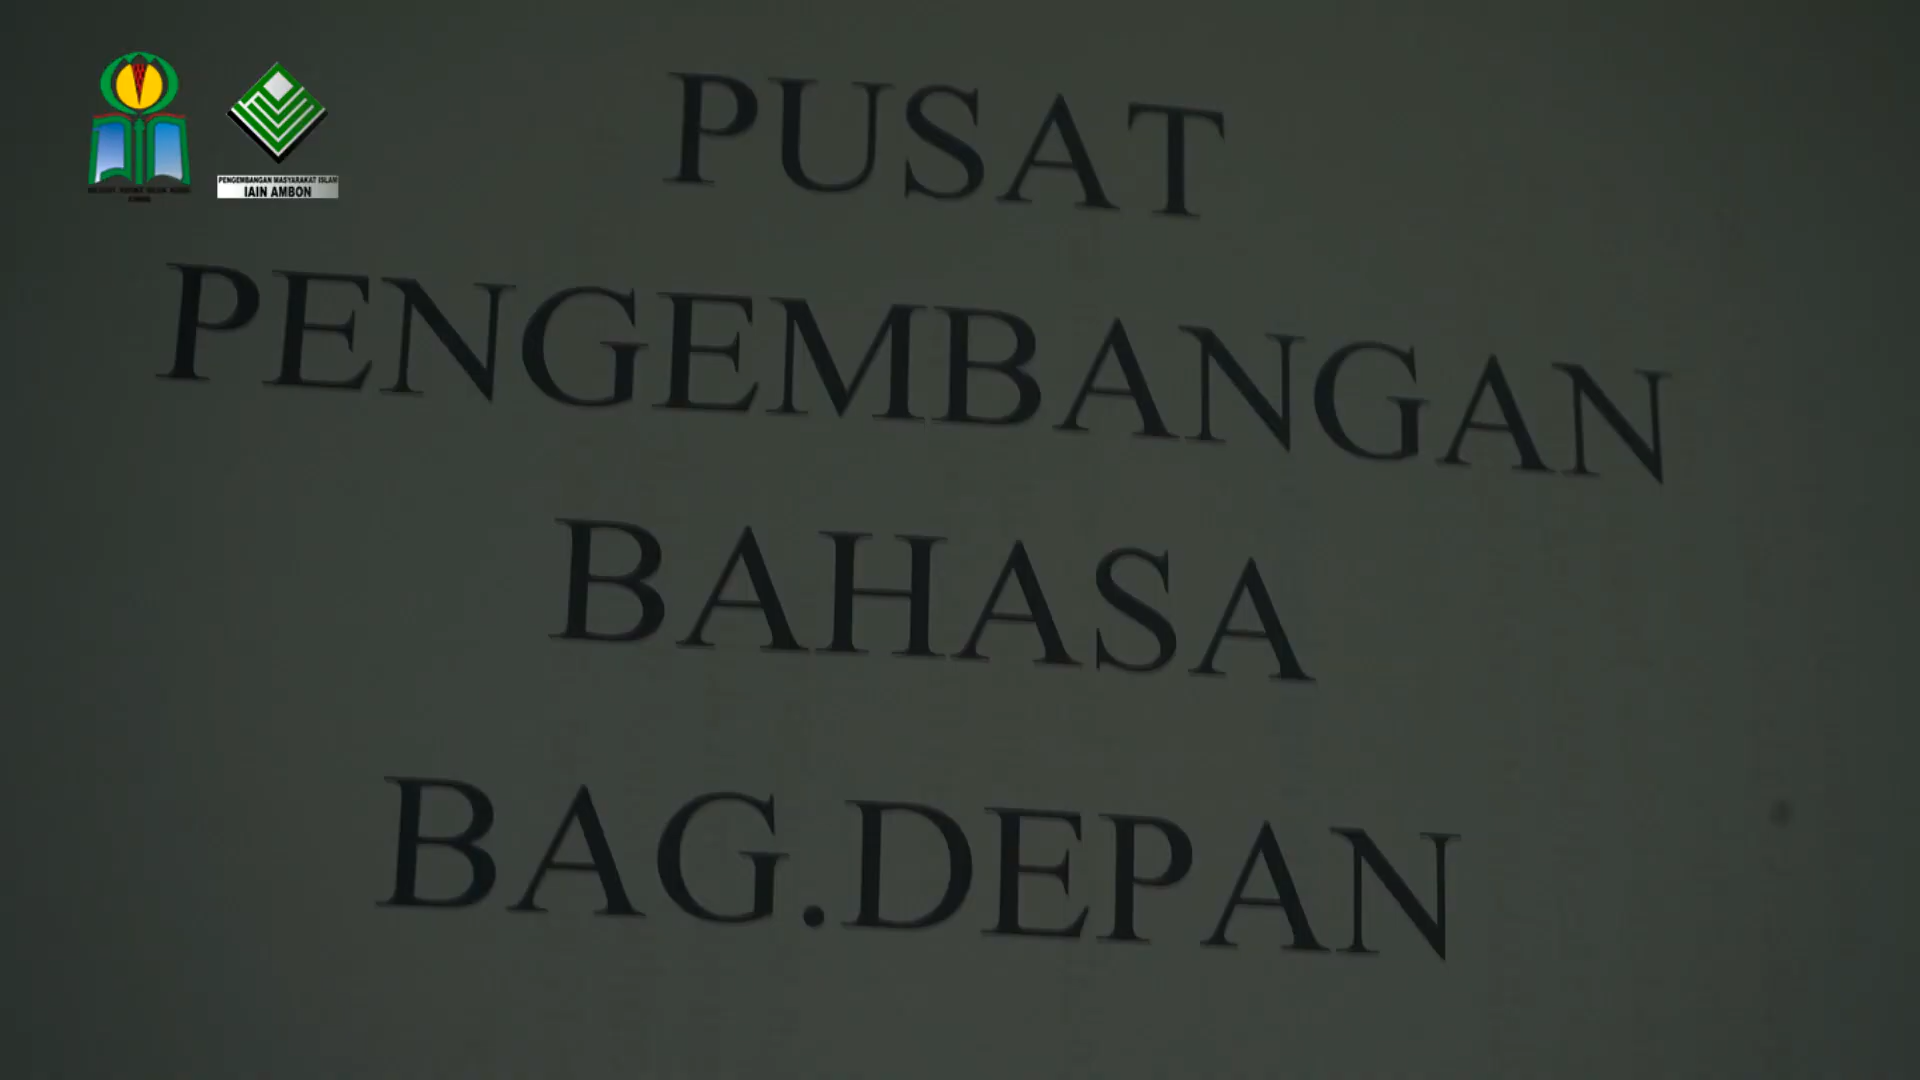 PENGEMBANGAN MASYARAKAT ISLAM
IAIN AMBON
PUSAT
PENGEMBANGAN
BAHASA
BAG.DEPAN